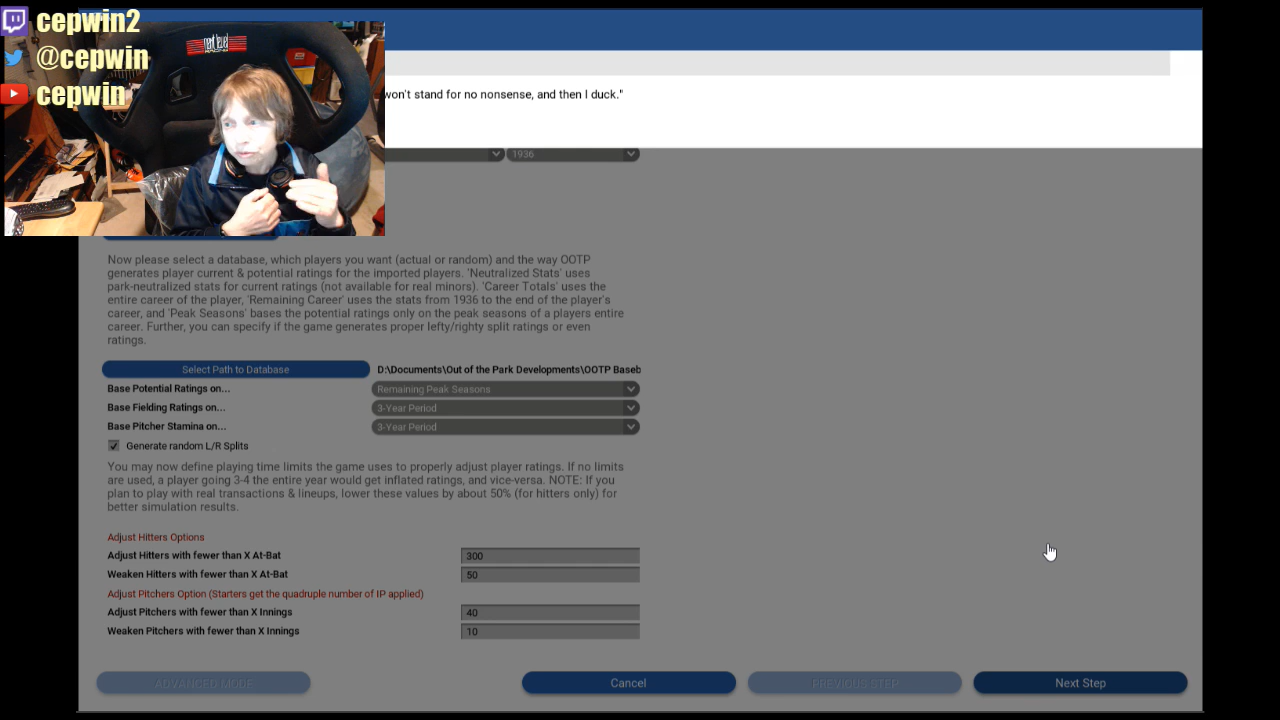 cepwin2
@cepwin
cepwin
next level
won't stand for no nonsense, and then I duck."
1936
Now please select a database, which players you want (actual or random) and the way OOTP
generates player current & potential ratings for the imported players. 'Neutralized Stats' uses
park-neutralized stats for current ratings (not available for real minors). 'Career Totals' uses the
entire career of the player, 'Remaining Career' uses the stats from 1936 to the end of the player's
career, and 'Peak Seasons' bases the potential ratings only on the peak seasons of a players entire
career. Further, you can specify if the game generates proper lefty/righty split ratings or even
ratings.
Select Path to Database D:\Documents\Out of the Park Developments\OOTP Baseb
Base Potential Ratings on... Remaining Peak Seasons
Base Fielding Ratings on... 3-Year Period
Base Pitcher Stamina on... 3-Year Period
Generate random L/R Splits
You may now define playing time limits the game uses to properly adjust player ratings. If no limits
are used, a player going 3-4 the entire year would get inflated ratings, and vice-versa. NOTE: If you
plan to play with real transactions & lineups, lower these values by about 50% (for hitters only) for
better simulation results.
Adjust Hitters Options
Adjust Hitters with fewer than X At-Bat 300
Weaken Hitters with fewer than X At-Bat 50
Adjust Pitchers Option (Starters get the quadruple number of IP applied)
Adjust Pitchers with fewer than X Innings 40
Weaken Pitchers with fewer than X Innings 10
ADVANCED MODE Cancel PREVIOUS STEP Next Step